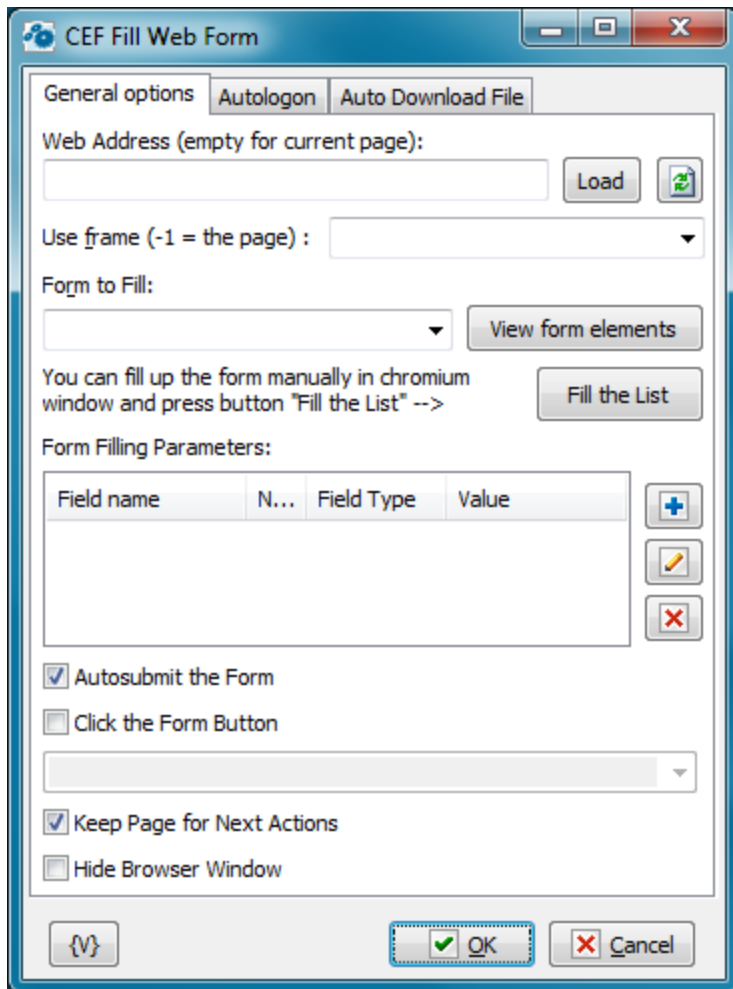 CEF Fill Web Form
General options Autologon Auto Download File
Web Address (empty for current page):
Load
Use frame (-1 = the page) :
Form to Fill:
View form elements
You can fill up the form manually in chromium
window and press button "Fill the List" -->
Fill the List
Form Filling Parameters:
Field name N... Field Type Value
Autosubmit the Form
Click the Form Button
Keep Page for Next Actions
Hide Browser Window
{V} OK Cancel